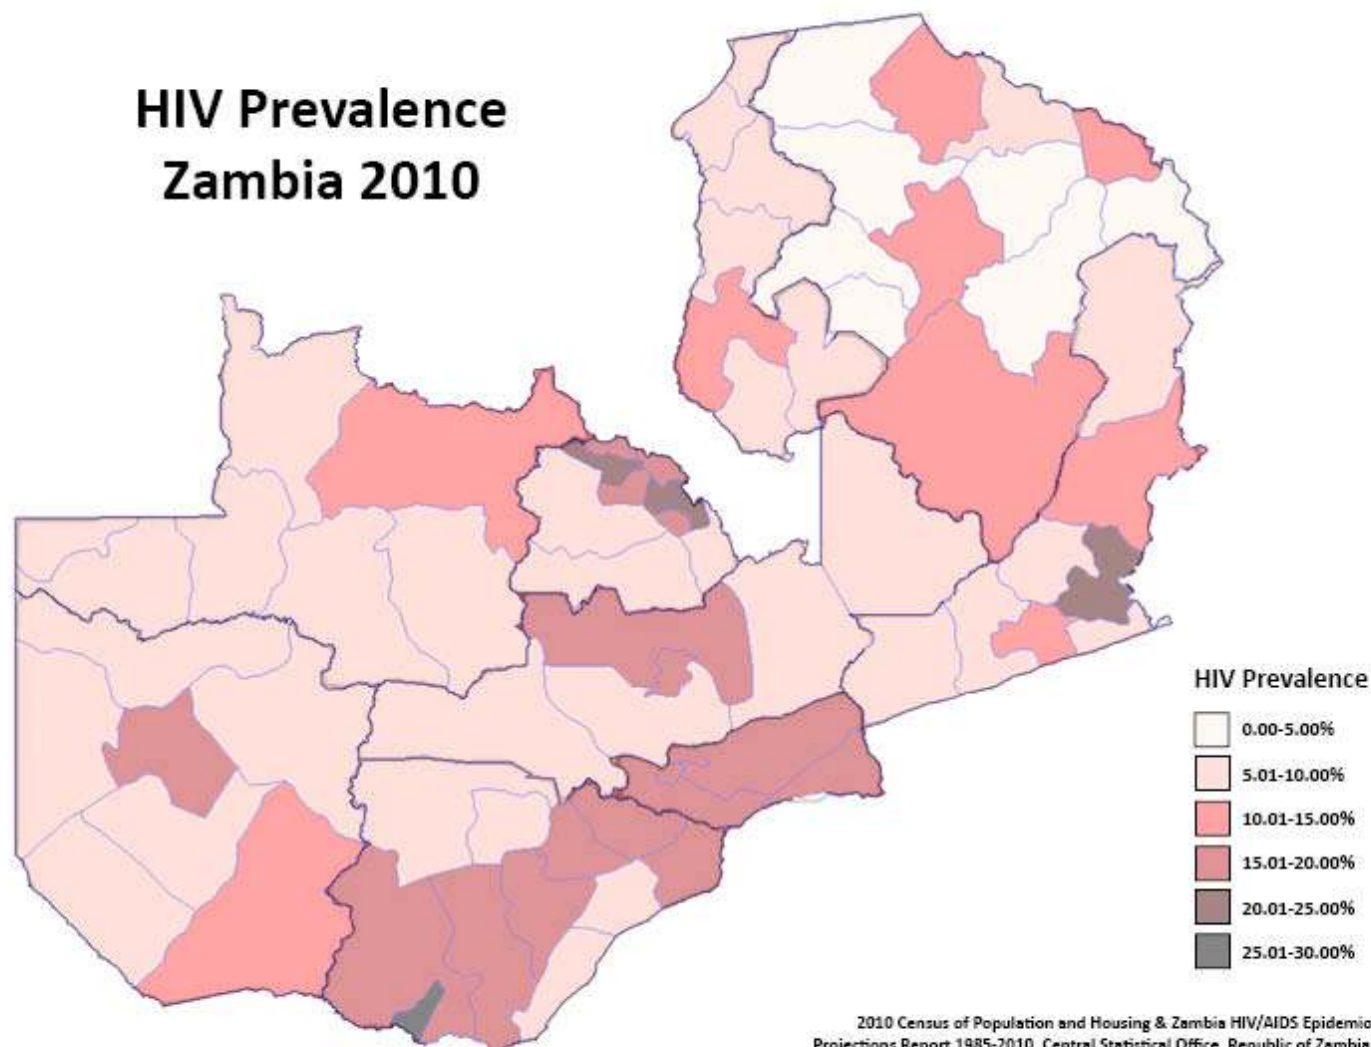 HIV Prevalence
Zambia 2010
HIV Prevalence
0.00-5.00%
5.01-10.00%
10.01-15.00%
15.01-20.00%
20.01-25.00%
25.01-30.00%
2010 Census of Population and Housing & Zambia HIV/AIDS Epidemio
Projections Report 1985-2010, Central Statistical Office, Republic of Zambia